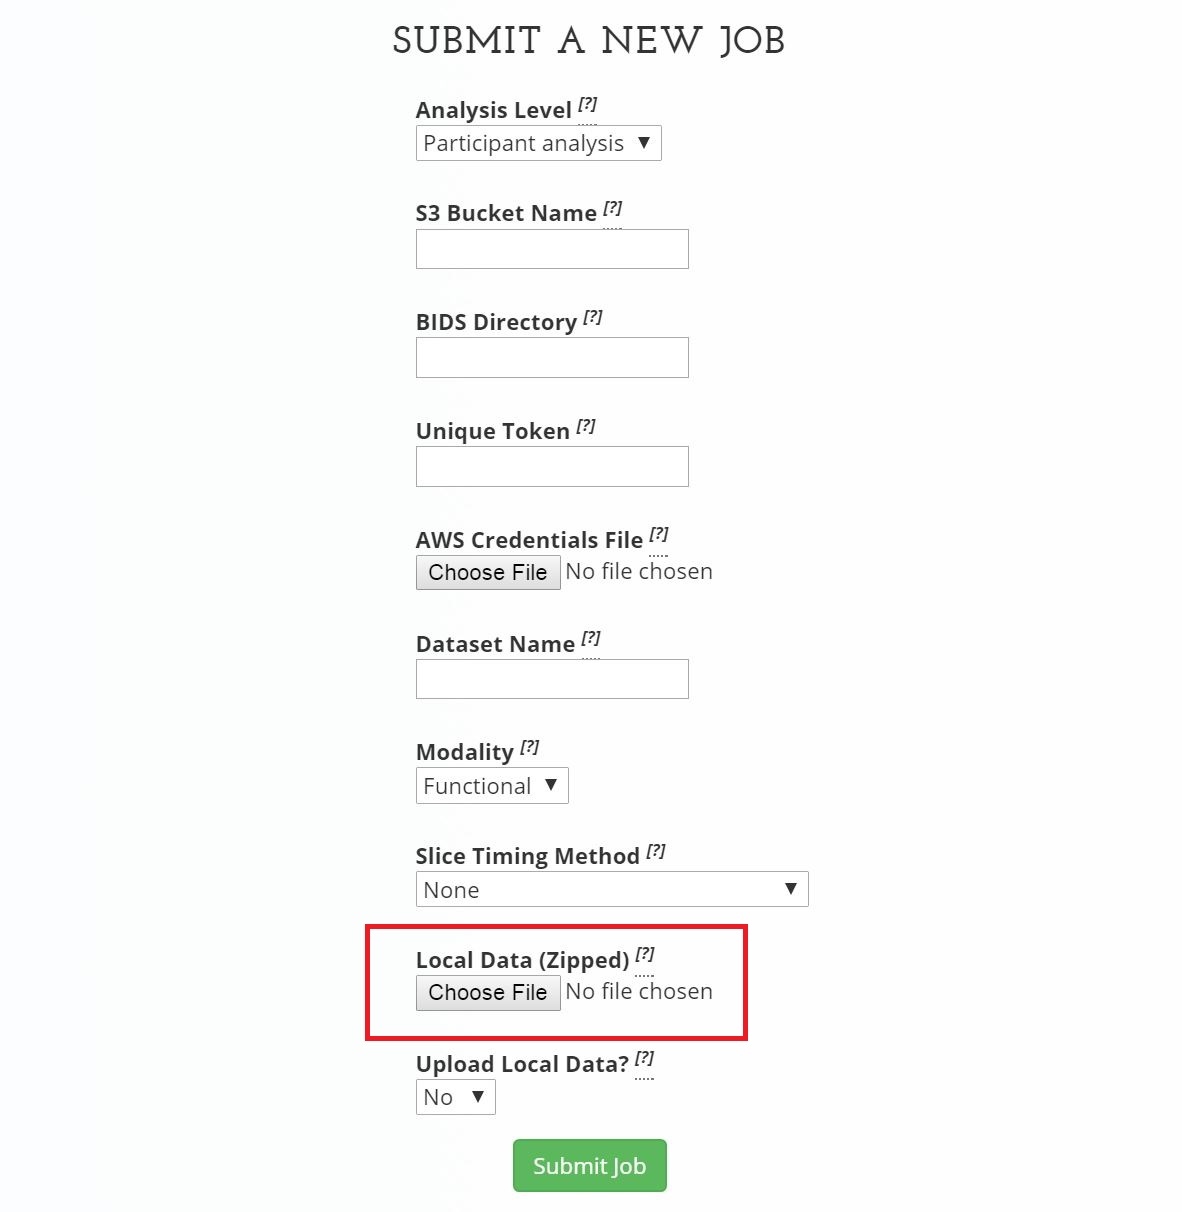 SUBMIT A NEW JOB
Analysis Level [?]
Participant analysis ▼
S3 Bucket Name [?]
BIDS Directory [?]
Unique Token [?]
AWS Credentials File [?]
Choose File No file chosen
Dataset Name [?]
Modality [?]
Functional ▼
Slice Timing Method [?]
None ▼
Local Data (Zipped) [?]
Choose File No file chosen
Upload Local Data? [?]
No ▼
Submit Job